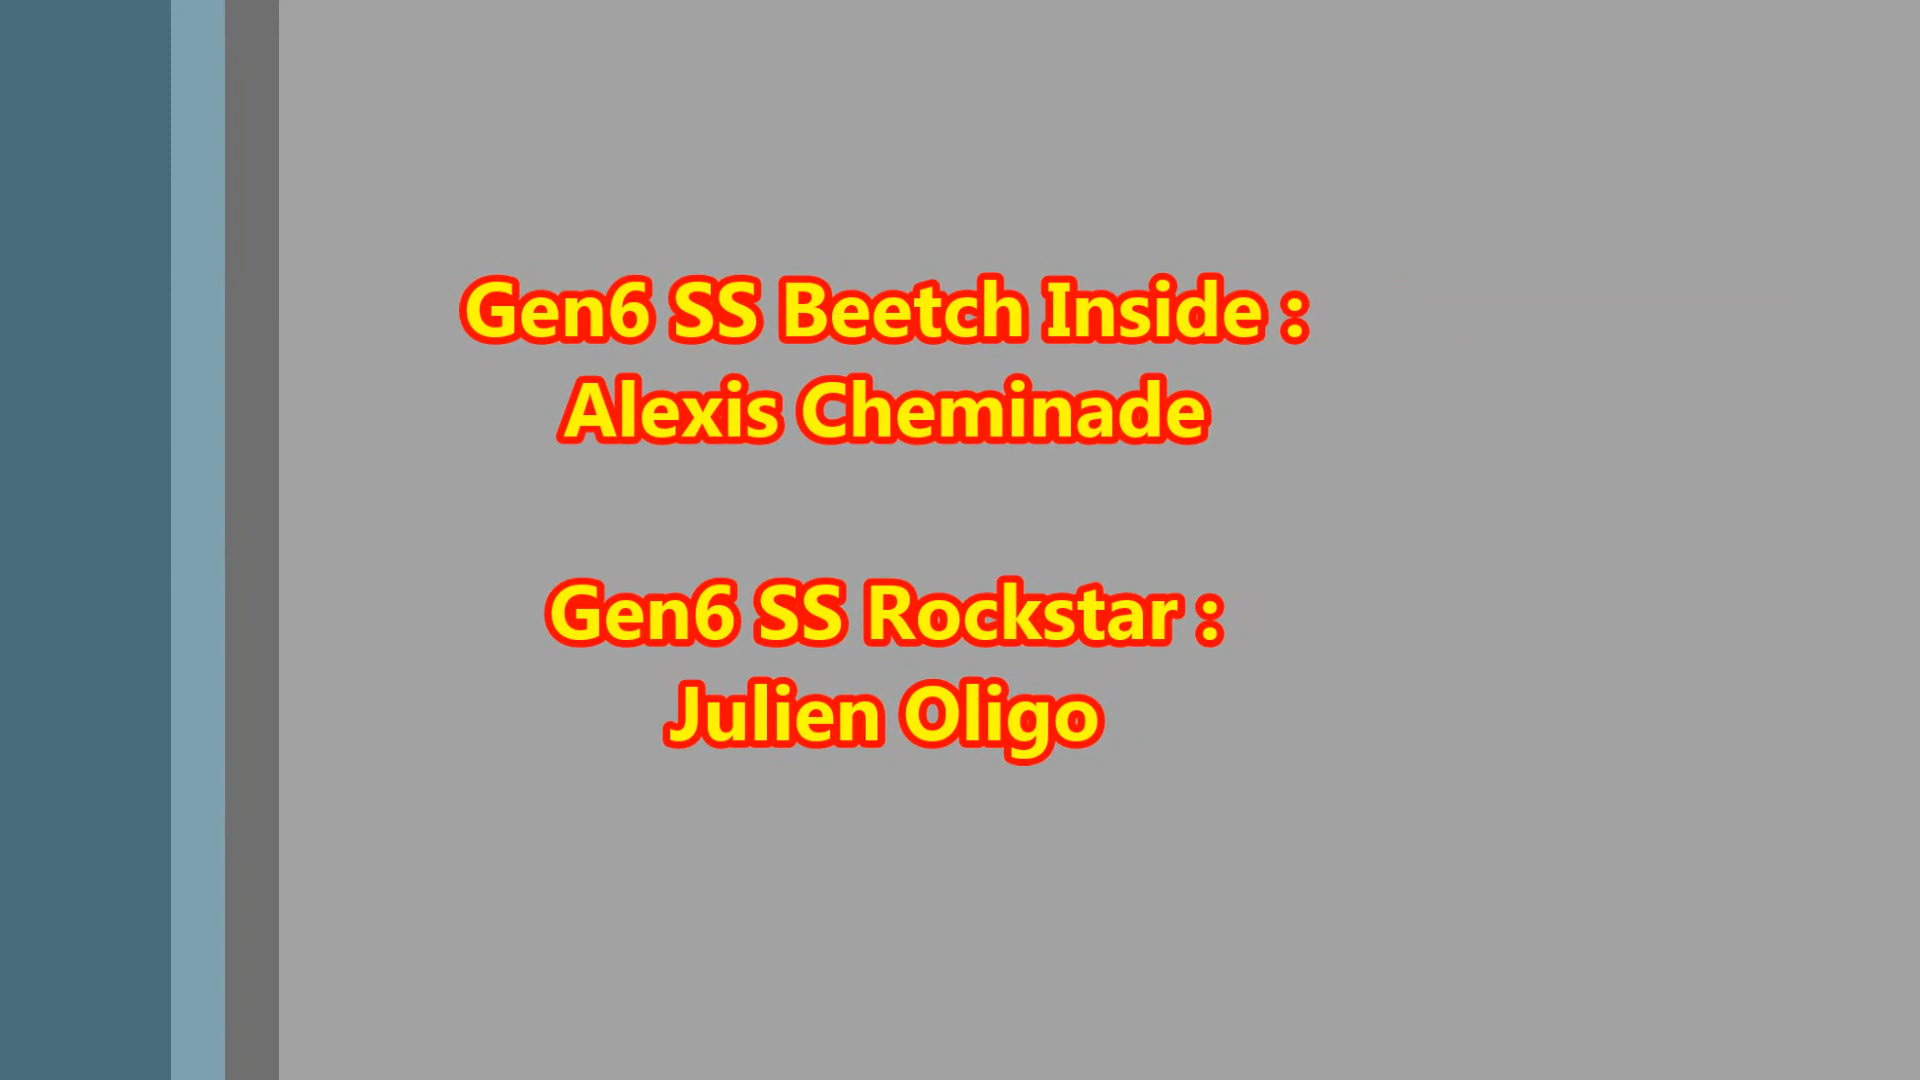 Gen6 SS Beetch Inside :
Alexis Cheminade
Gen6 SS Rockstar :
Julien Oligo